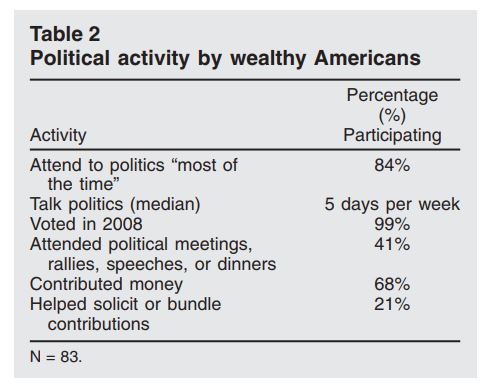 Table 2
Political activity by wealthy Americans
Percentage
(%)
Activity Participating
Attend to politics “most of 84%
the time”
Talk politics (median) 5 days per week
Voted in 2008 99%
Attended political meetings, 41%
rallies, speeches, or dinners
Contributed money 68%
Helped solicit or bundle 21%
contributions
N = 83.